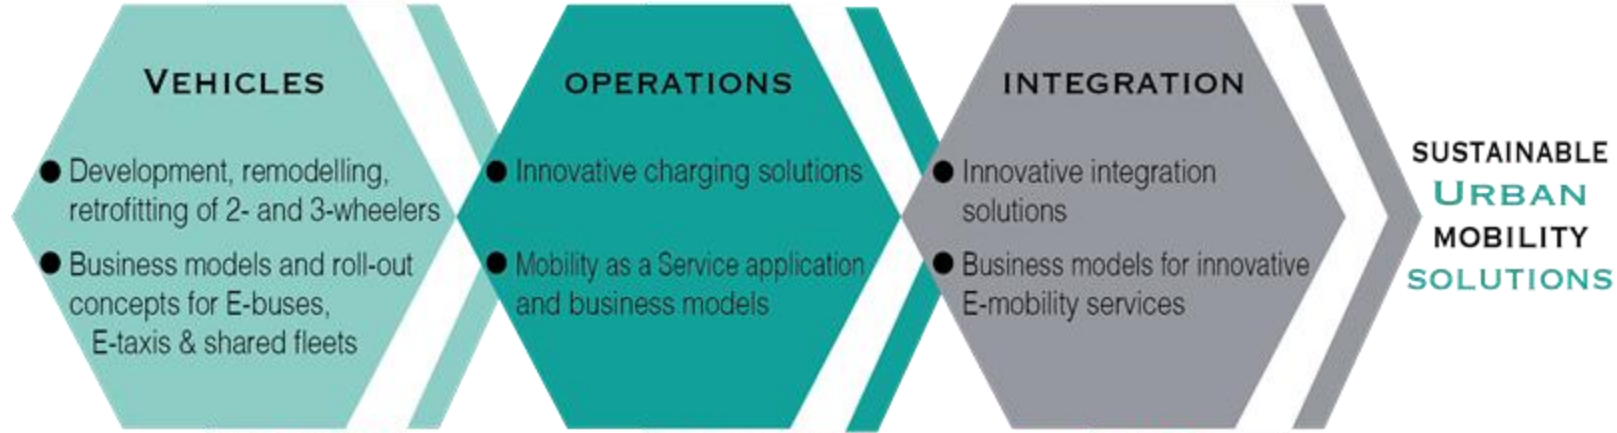 VEHICLES
● Development, remodelling,
retrofitting of 2- and 3-wheelers
● Business models and roll-out
concepts for E-buses,
E-taxis & shared fleets
OPERATIONS
● Innovative charging solutions
● Mobility as a Service application
and business models
INTEGRATION
● Innovative integration
solutions
● Business models for innovative
E-mobility services
SUSTAINABLE
URBAN
MOBILITY
SOLUTIONS